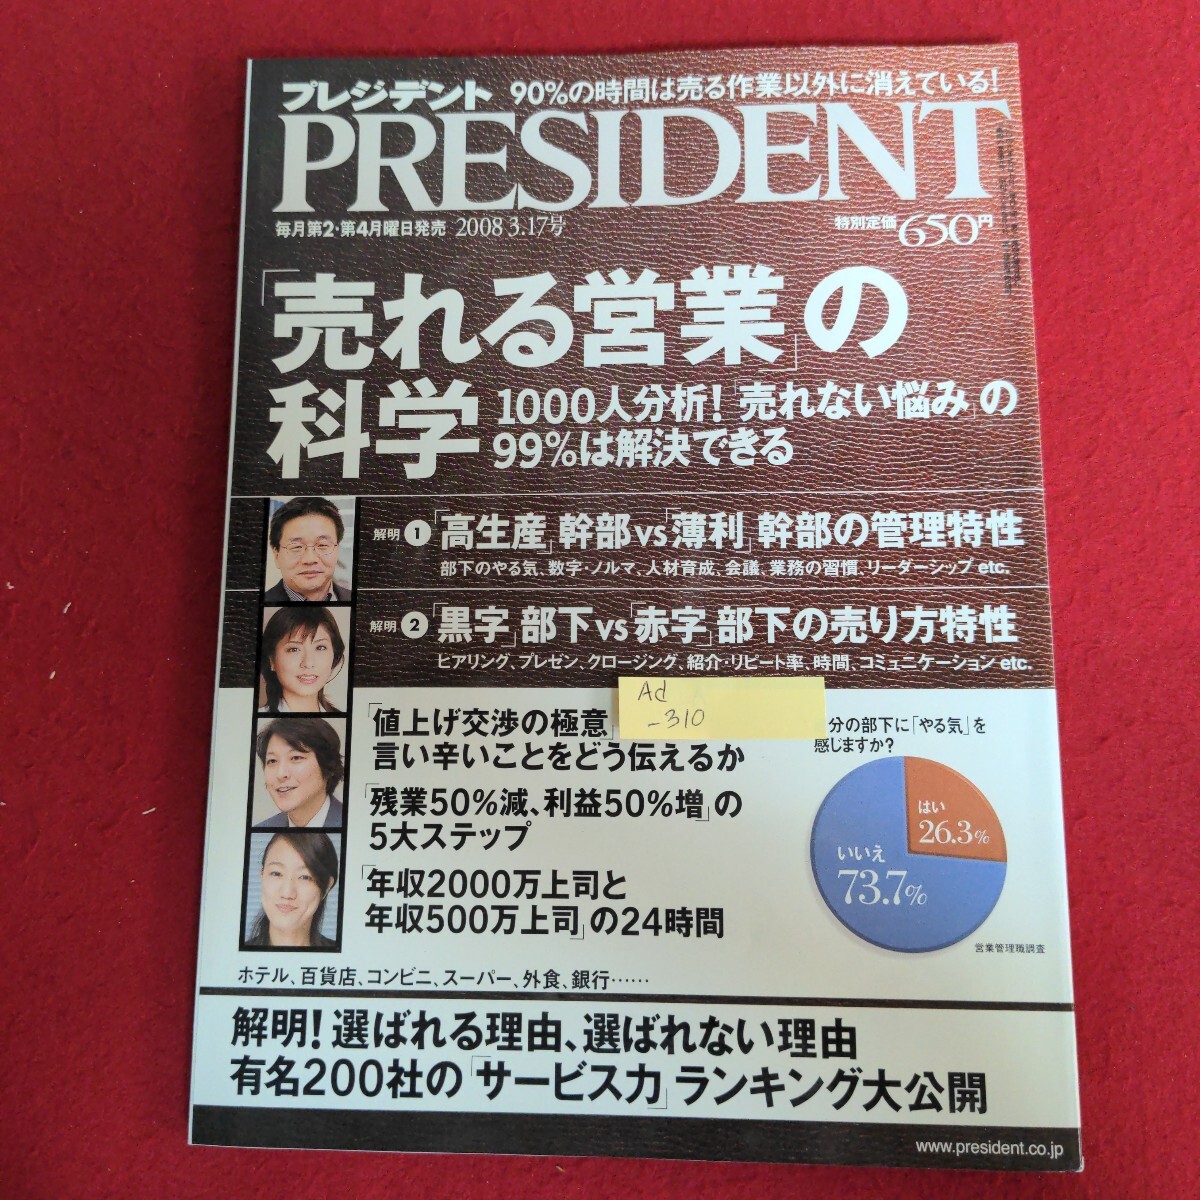 プレジデント 90%の時間は売る作業以外に消えている!
PRESIDENT
毎月第2・第4月曜日発売 2008 3.17号
特別定価650円
「売れる営業」の
科学
1000人分析!「売れない悩み」の
99%は解決できる
解明❶「高生産」幹部vs「薄利」幹部の管理特性
部下のやる気、数字・ノルマ、人材育成、会議、業務の習慣、リーダーシップ etc.
解明❷「黒字」部下vs「赤字」部下の売り方特性
ヒアリング、プレゼン、クロージング、紹介・リピート率、時間、コミュニケーション etc.
Ad
-310
「値上げ交渉の極意」
言い辛いことをどう伝えるか
「残業50%減、利益50%増」の
5大ステップ
「年収2000万上司と
年収500万上司」の24時間
分の部下に「やる気」を
感じますか?
はい
26.3%
いいえ
73.7%
営業管理職調査
ホテル、百貨店、コンビニ、スーパー、外食、銀行……
解明!選ばれる理由、選ばれない理由
有名200社の「サービス力」ランキング大公開
www.president.co.jp